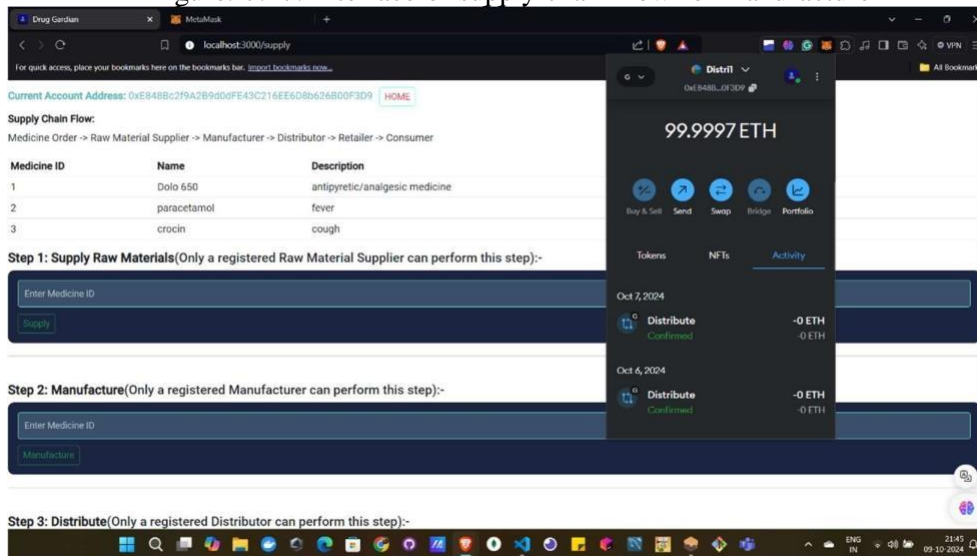 Drug Gardian
MetaMask
localhost:3000/supply
VPN
For quick access, place your bookmarks here on the bookmarks bar. Import bookmarks now...
All Bookmark
Current Account Address: 0xE848Bc2f9A2B9d0dFE43C216EE6D8b626B00F3D9 HOME
Supply Chain Flow:
Medicine Order -> Raw Material Supplier -> Manufacturer -> Distributor -> Retailer -> Consumer
Medicine ID Name Description
1 Dolo 650 antipyretic/analgesic medicine
2 paracetamol fever
3 crocin cough
Step 1: Supply Raw Materials(Only a registered Raw Material Supplier can perform this step):-
Enter Medicine ID
Supply
Step 2: Manufacture(Only a registered Manufacturer can perform this step):-
Enter Medicine ID
Manufacture
Step 3: Distribute(Only a registered Distributor can perform this step):-
G
Distri1
0xE848B...0F3D9
99.9997 ETH
Buy & Sell Send Swap Bridge Portfolio
Tokens NFTs Activity
Oct 7, 2024
G
Distribute -0 ETH
Confirmed -0 ETH
Oct 6, 2024
G
Distribute -0 ETH
Confirmed -0 ETH
ENG
IN
21:45
09-10-2024